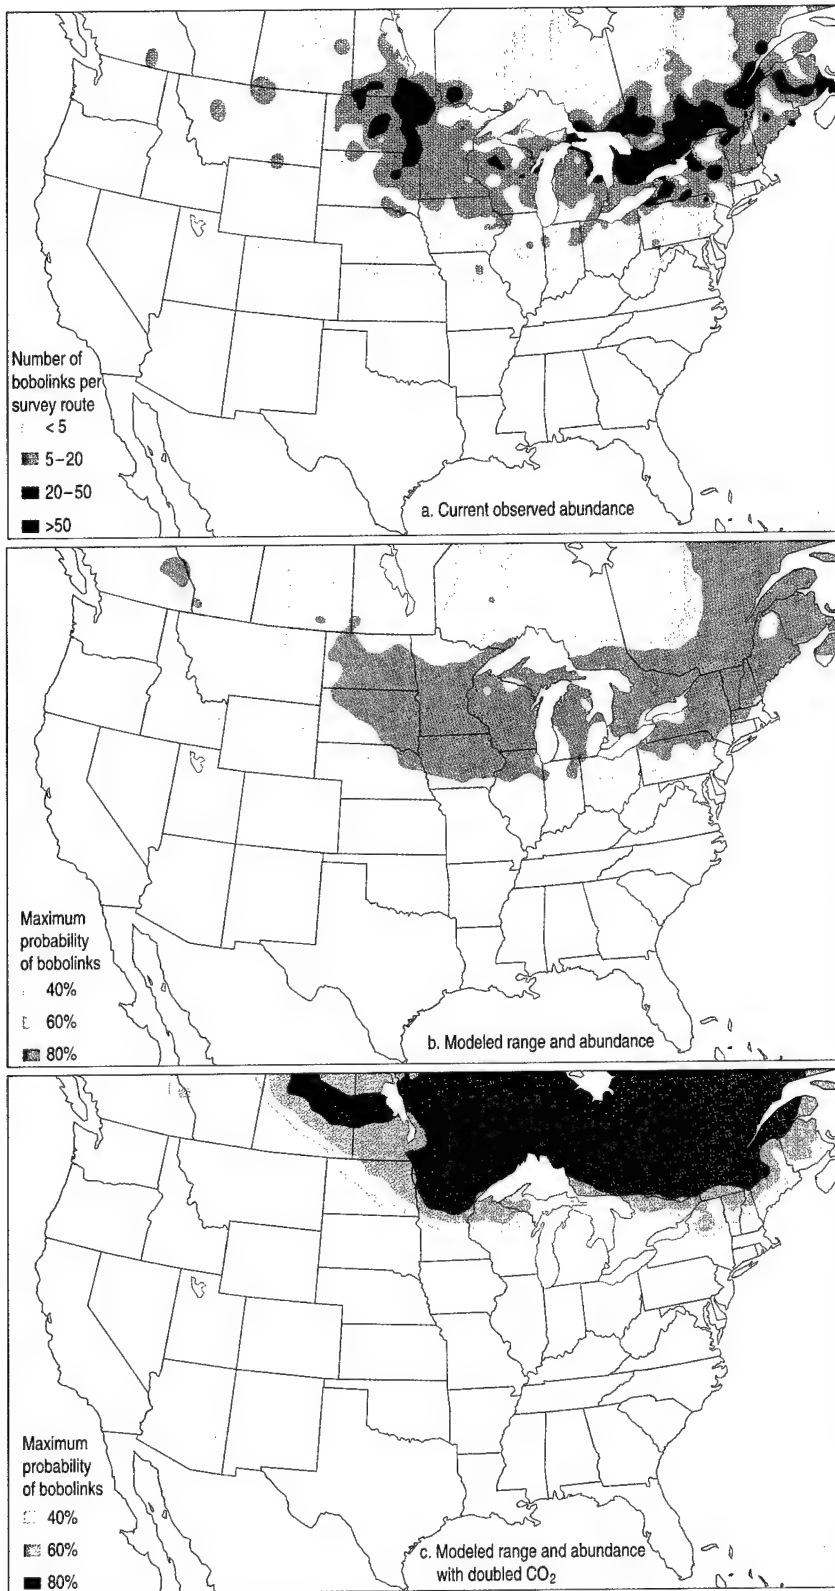 Number of
bobolinks per
survey route
< 5
5–20
20–50
>50
a. Current observed abundance
Maximum
probability
of bobolinks
40%
60%
80%
b. Modeled range and abundance
Maximum
probability
of bobolinks
40%
60%
80%
c. Modeled range and abundance
with doubled CO₂